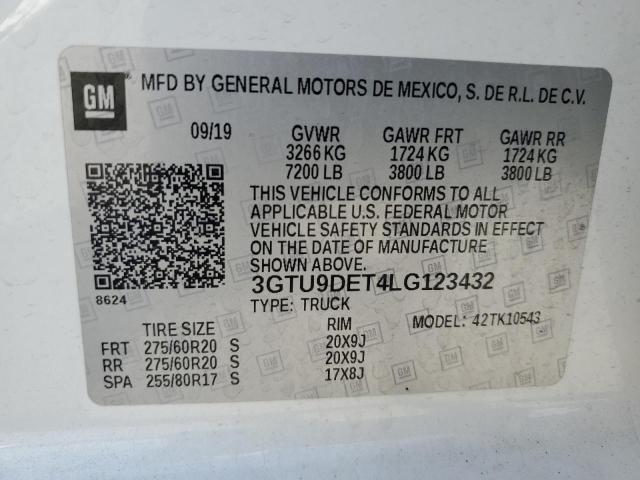 GM
MFD BY GENERAL MOTORS DE MEXICO, S. DE R.L. DE C.V.
09/19 GVWR GAWR FRT GAWR RR
3266 KG 1724 KG 1724 KG
7200 LB 3800 LB 3800 LB
THIS VEHICLE CONFORMS TO ALL
APPLICABLE U.S. FEDERAL MOTOR
VEHICLE SAFETY STANDARDS IN EFFECT
ON THE DATE OF MANUFACTURE
SHOWN ABOVE.
8624
3GTU9DET4LG123432
TYPE: TRUCK
TIRE SIZE RIM MODEL: 42TK10543
FRT 275/60R20 S 20X9J
RR 275/60R20 S 20X9J
SPA 255/80R17 S 17X8J